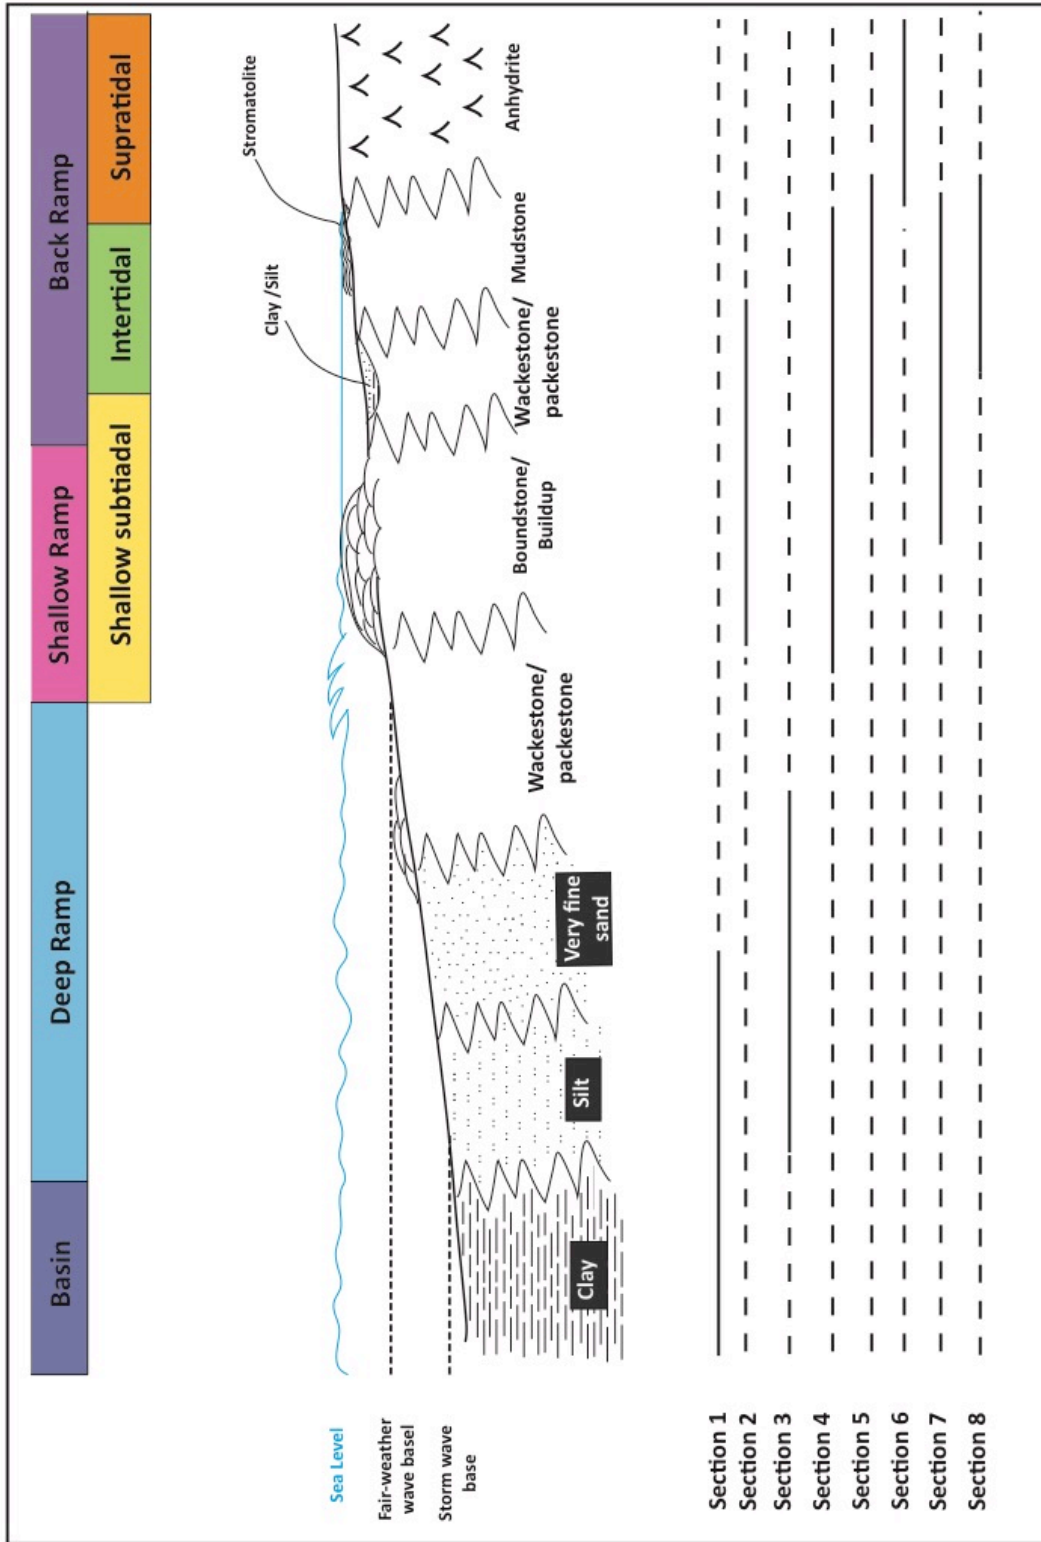 Basin
Deep Ramp
Shallow Ramp
Back Ramp
Shallow subtiadal
Intertidal
Supratidal
Stromatolite
Clay /Silt
Sea Level
Fair-weather
wave basel
Storm wave
base
Clay
Silt
Very fine
sand
Wackestone/
packestone
Boundstone/
Buildup
Wackestone/
packestone
Mudstone
Anhydrite
Section 1
Section 2
Section 3
Section 4
Section 5
Section 6
Section 7
Section 8